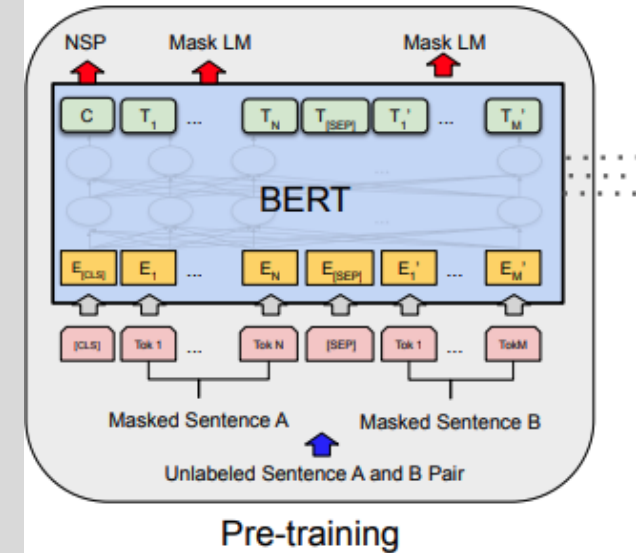 NSP Mask LM Mask LM
C T1 ... TN T[SEP] T1' ... TM'
...
BERT
...
E[CLS] E1 ... EN E[SEP] E1' ... EM'
[CLS] Tok 1 ... Tok N [SEP] Tok 1 ... TokM
Masked Sentence A Masked Sentence B
Unlabeled Sentence A and B Pair
Pre-training